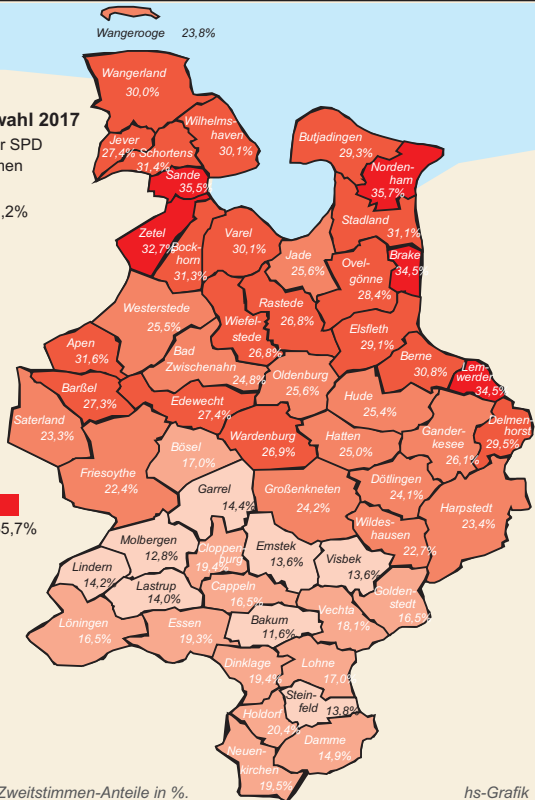 Wangerooge 23,8%
Wangerland
30,0%
wahl 2017
r SPD
men
,2%
Wilhelms-
haven
30,1%
Jever
27,4%
Schortens
31,4%
Sande
35,5%
Butjadingen
29,3%
Norden-
ham
35,7%
Stadland
31,1%
Zetel
32,7%
Bock-
horn
31,3%
Varel
30,1%
Jade
25,6%
Ovel-
gönne
28,4%
Brake
34,5%
Westerstede
25,5%
Wiefel-
stede
26,8%
Rastede
26,8%
Elsfleth
29,1%
Berne
30,8%
Lem-
werder
34,5%
Apen
31,6%
Bad
Zwischenahn
24,8%
Oldenburg
25,6%
Hude
25,4%
Barßel
27,3%
Edewecht
27,4%
Wardenburg
26,9%
Hatten
25,0%
Gander-
kesee
26,1%
Delmen-
horst
29,5%
Saterland
23,3%
Bösel
17,0%
Friesoythe
22,4%
Garrel
14,4%
Großenkneten
24,2%
Dötlingen
24,1%
Harpstedt
23,4%
5,7%
Wildes-
hausen
22,7%
Molbergen
12,8%
Cloppen-
burg
19,4%
Emstek
13,6%
Visbek
13,6%
Lindern
14,2%
Lastrup
14,0%
Cappeln
16,5%
Golden-
stedt
16,5%
Löningen
16,5%
Essen
19,3%
Bakum
11,6%
Vechta
18,1%
Dinklage
19,4%
Lohne
17,0%
Stein-
feld 13,8%
Holdorf
20,4%
Damme
14,9%
Neuen-
kirchen
19,5%
Zweitstimmen-Anteile in %.
hs-Grafik